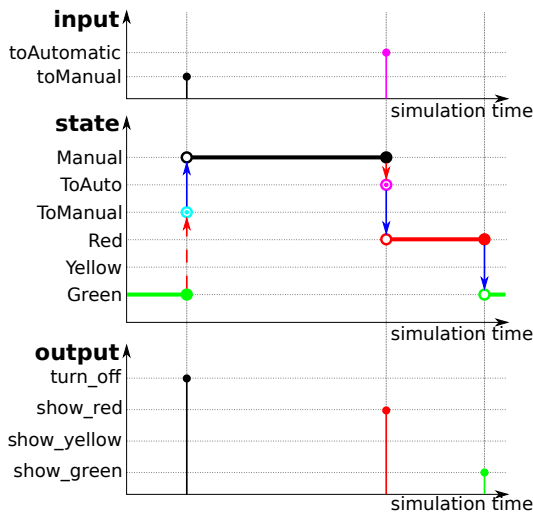 input
toAutomatic
toManual
simulation time
state
Manual
ToAuto
ToManual
Red
Yellow
Green
simulation time
output
turn_off
show_red
show_yellow
show_green
simulation time